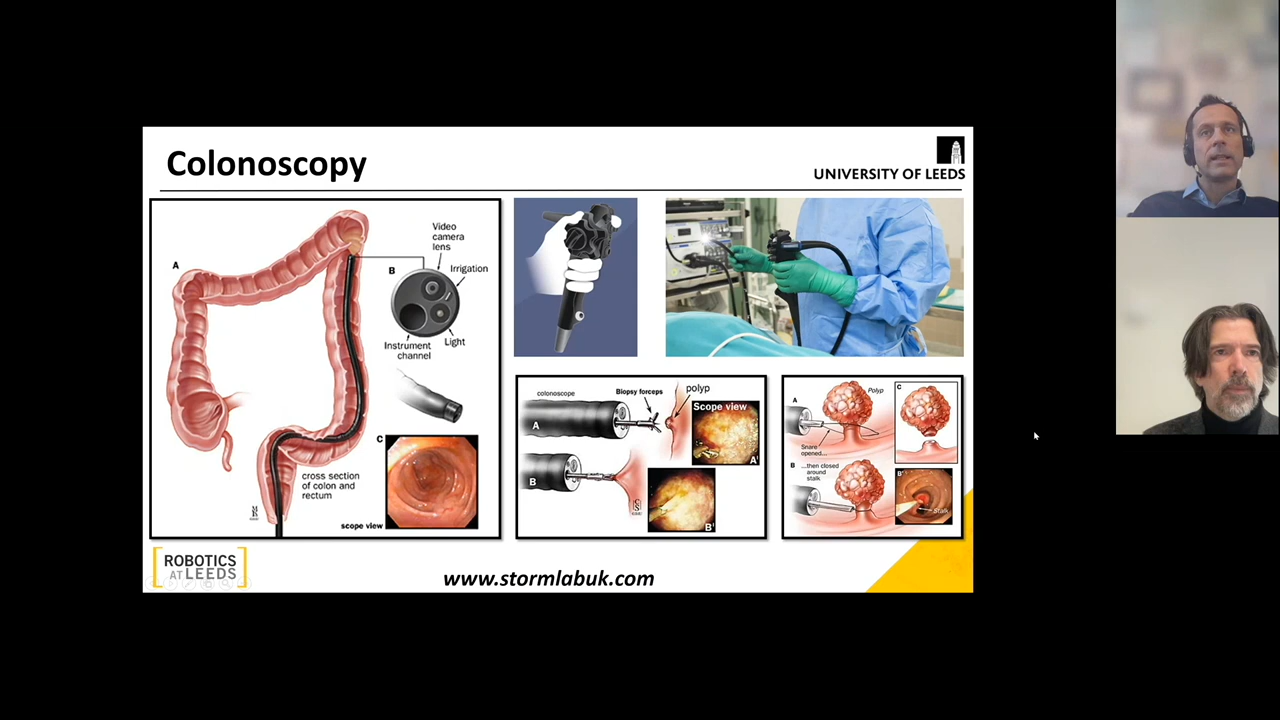 Colonoscopy
UNIVERSITY OF LEEDS
A
Video
camera
lens
B
Irrigation
Instrument
channel
Light
C
cross section
of colon and
rectum
scope view
colonoscope
Biopsy forceps
polyp
A
Scope view
A'
B
B'
A
Polyp
C
Snare
opened...
B
...then closed
around
stalk
B'
Stalk
ROBOTICS
AT LEEDS
www.stormlabuk.com